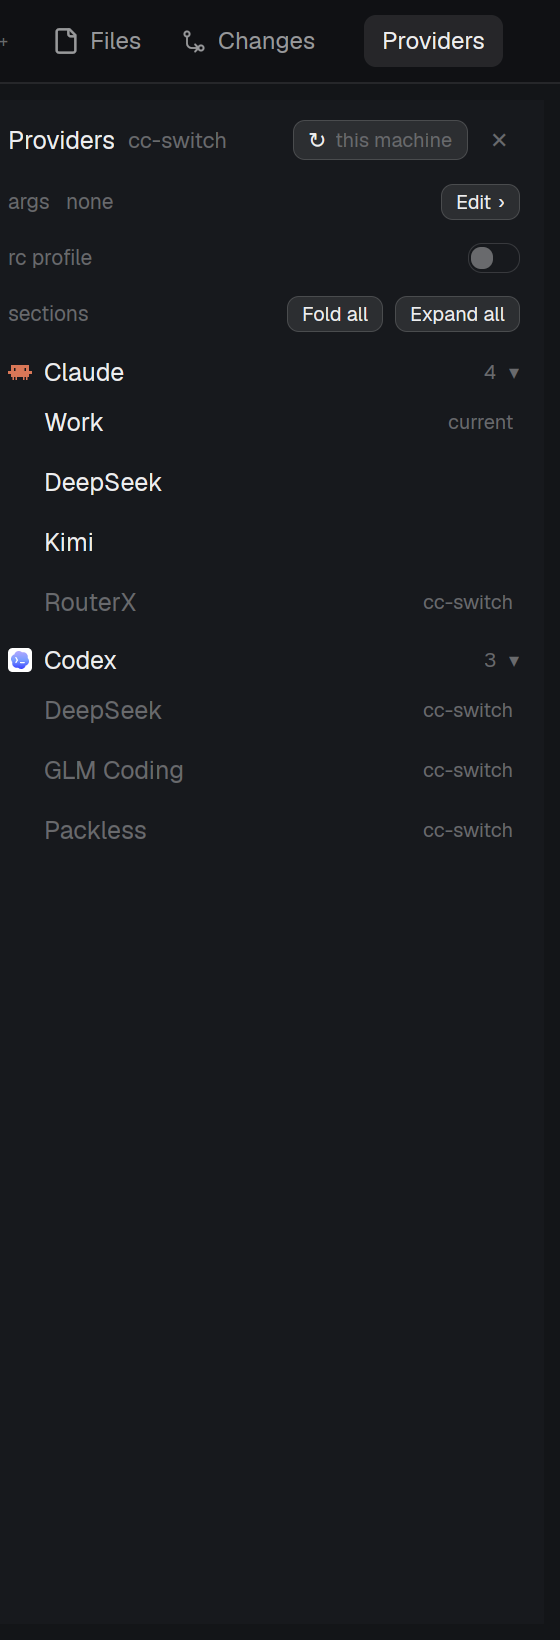 + Files Changes Providers
Providers cc-switch ↻ this machine ✕
args none Edit ›
rc profile
sections Fold all Expand all
Claude 4 ▾
Work current
DeepSeek
Kimi
RouterX cc-switch
Codex 3 ▾
DeepSeek cc-switch
GLM Coding cc-switch
Packless cc-switch